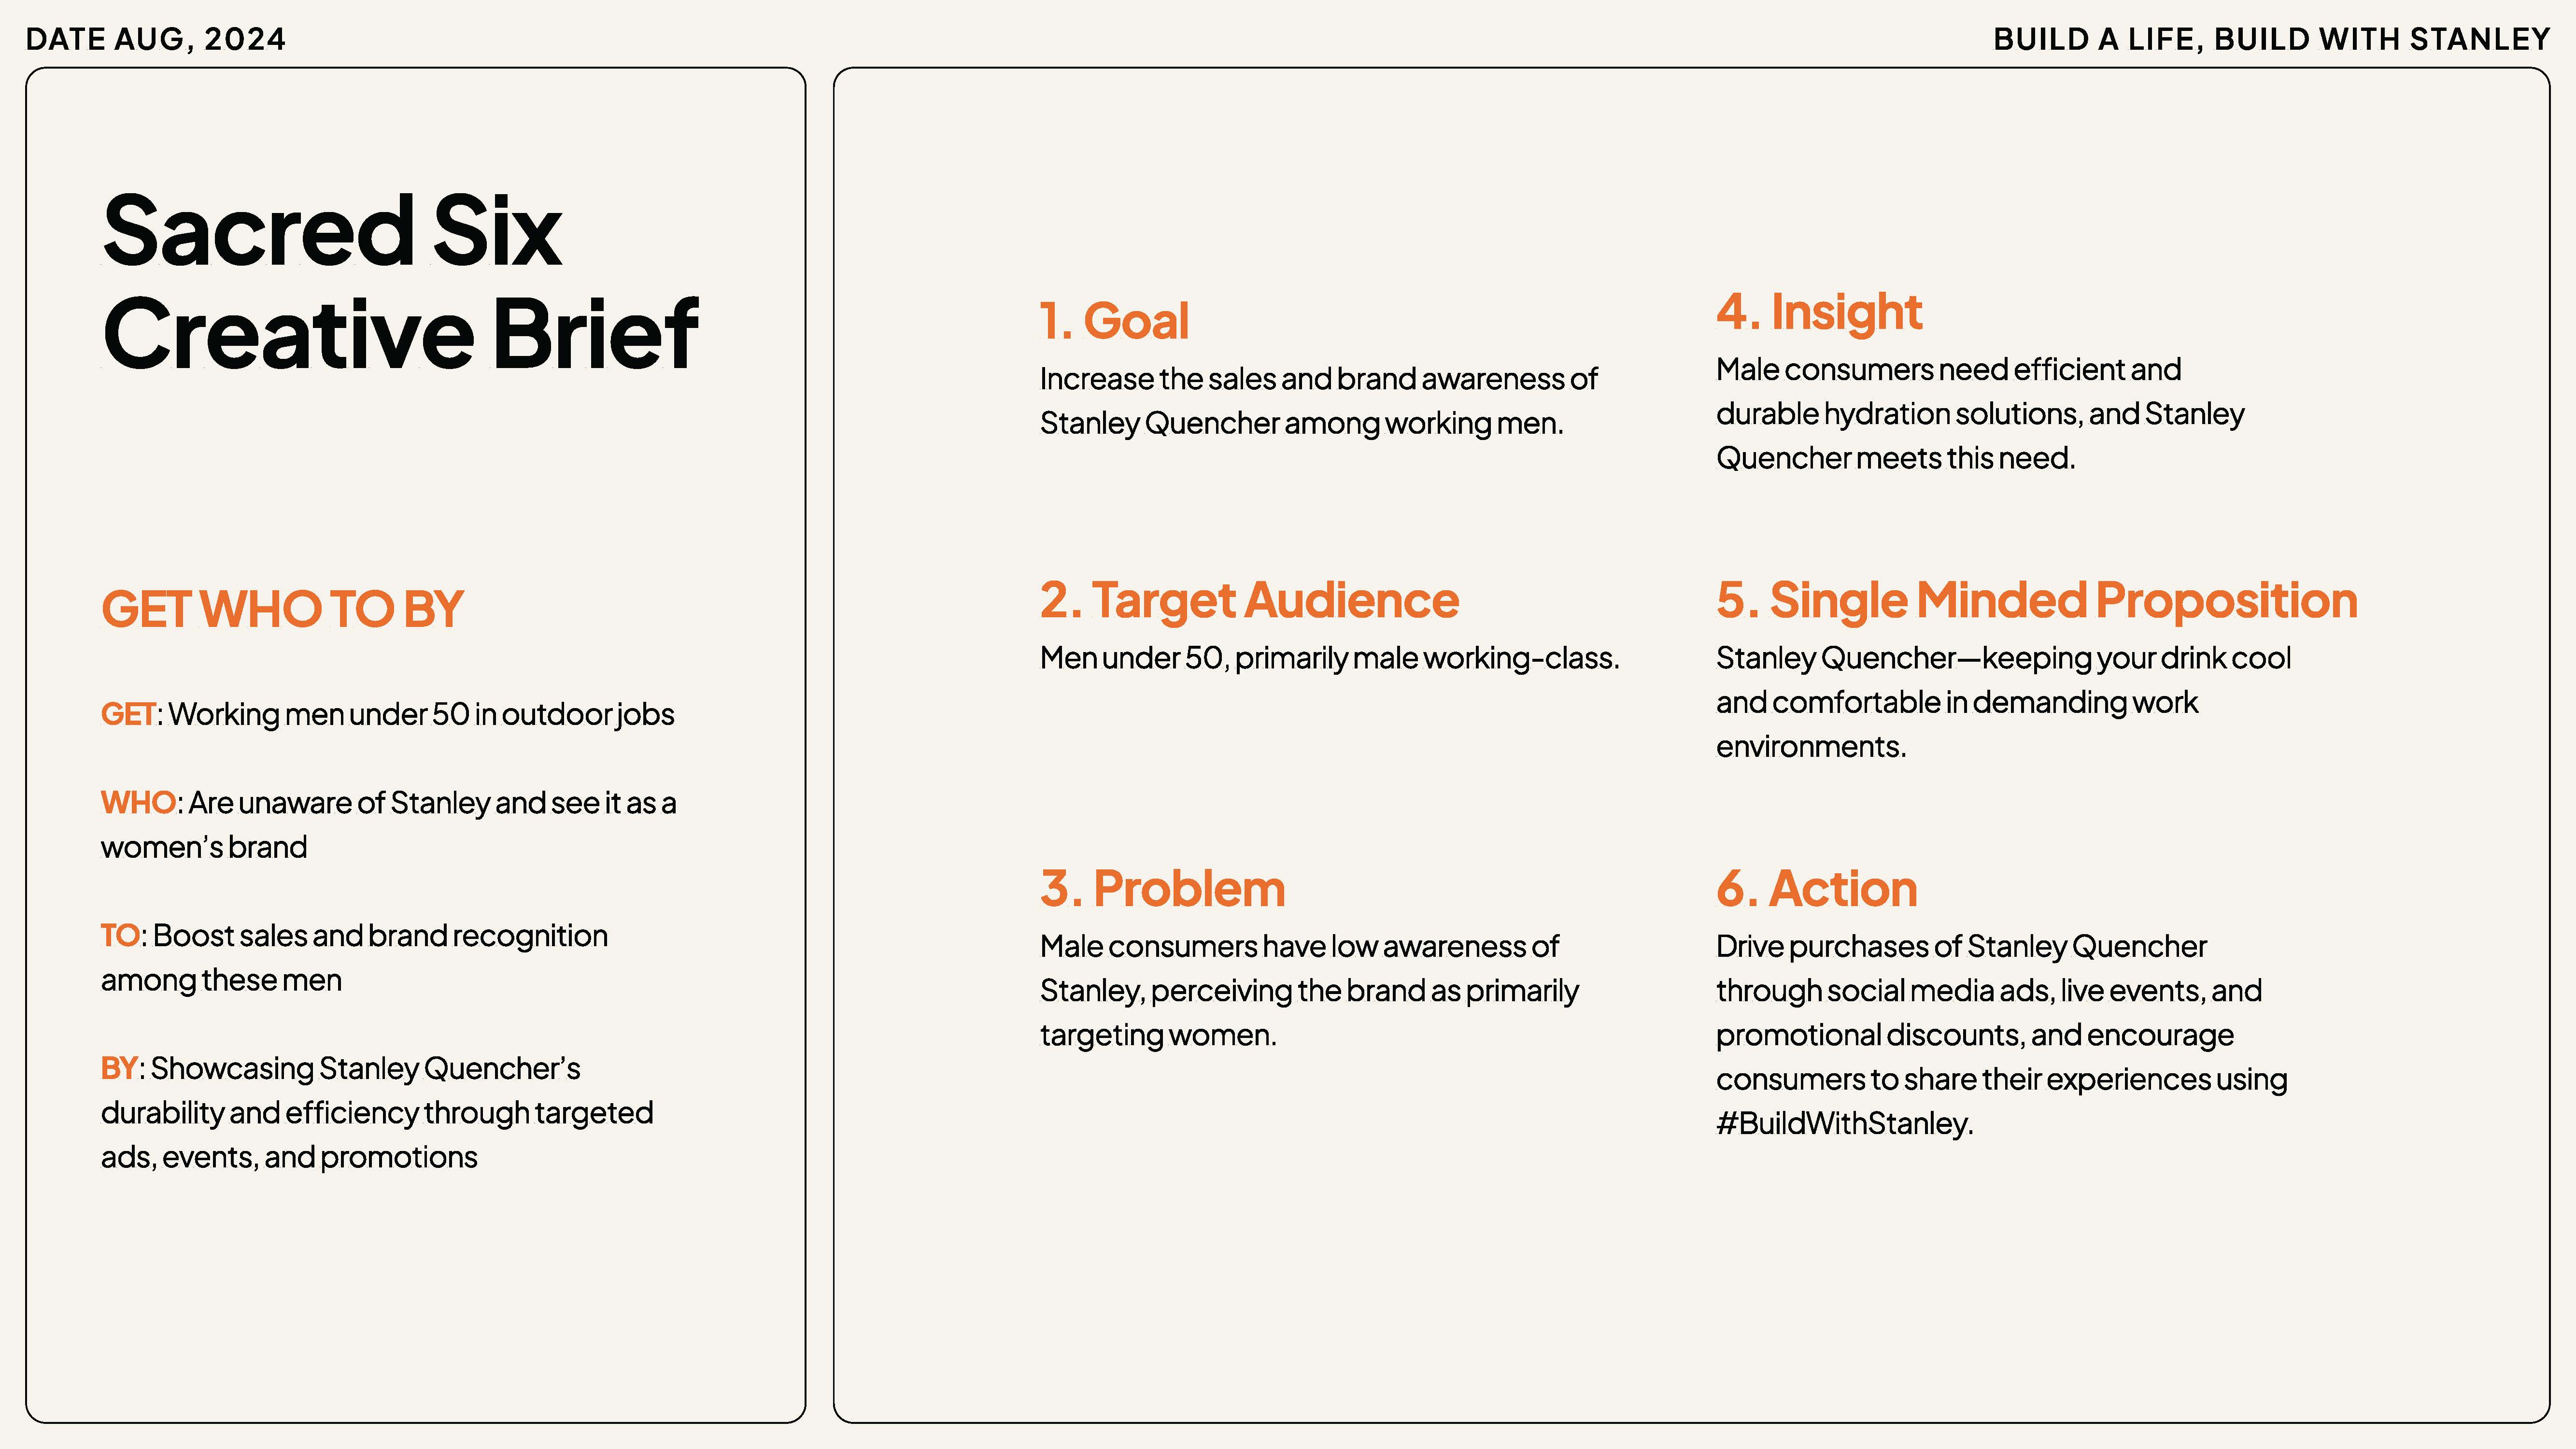 DATE AUG, 2024
BUILD A LIFE, BUILD WITH STANLEY
Sacred Six
Creative Brief
GET WHO TO BY
GET: Working men under 50 in outdoor jobs
WHO: Are unaware of Stanley and see it as a
women’s brand
TO: Boost sales and brand recognition
among these men
BY: Showcasing Stanley Quencher’s
durability and efficiency through targeted
ads, events, and promotions
1. Goal
Increase the sales and brand awareness of
Stanley Quencher among working men.
2. Target Audience
Men under 50, primarily male working-class.
3. Problem
Male consumers have low awareness of
Stanley, perceiving the brand as primarily
targeting women.
4. Insight
Male consumers need efficient and
durable hydration solutions, and Stanley
Quencher meets this need.
5. Single Minded Proposition
Stanley Quencher—keeping your drink cool
and comfortable in demanding work
environments.
6. Action
Drive purchases of Stanley Quencher
through social media ads, live events, and
promotional discounts, and encourage
consumers to share their experiences using
#BuildWithStanley.